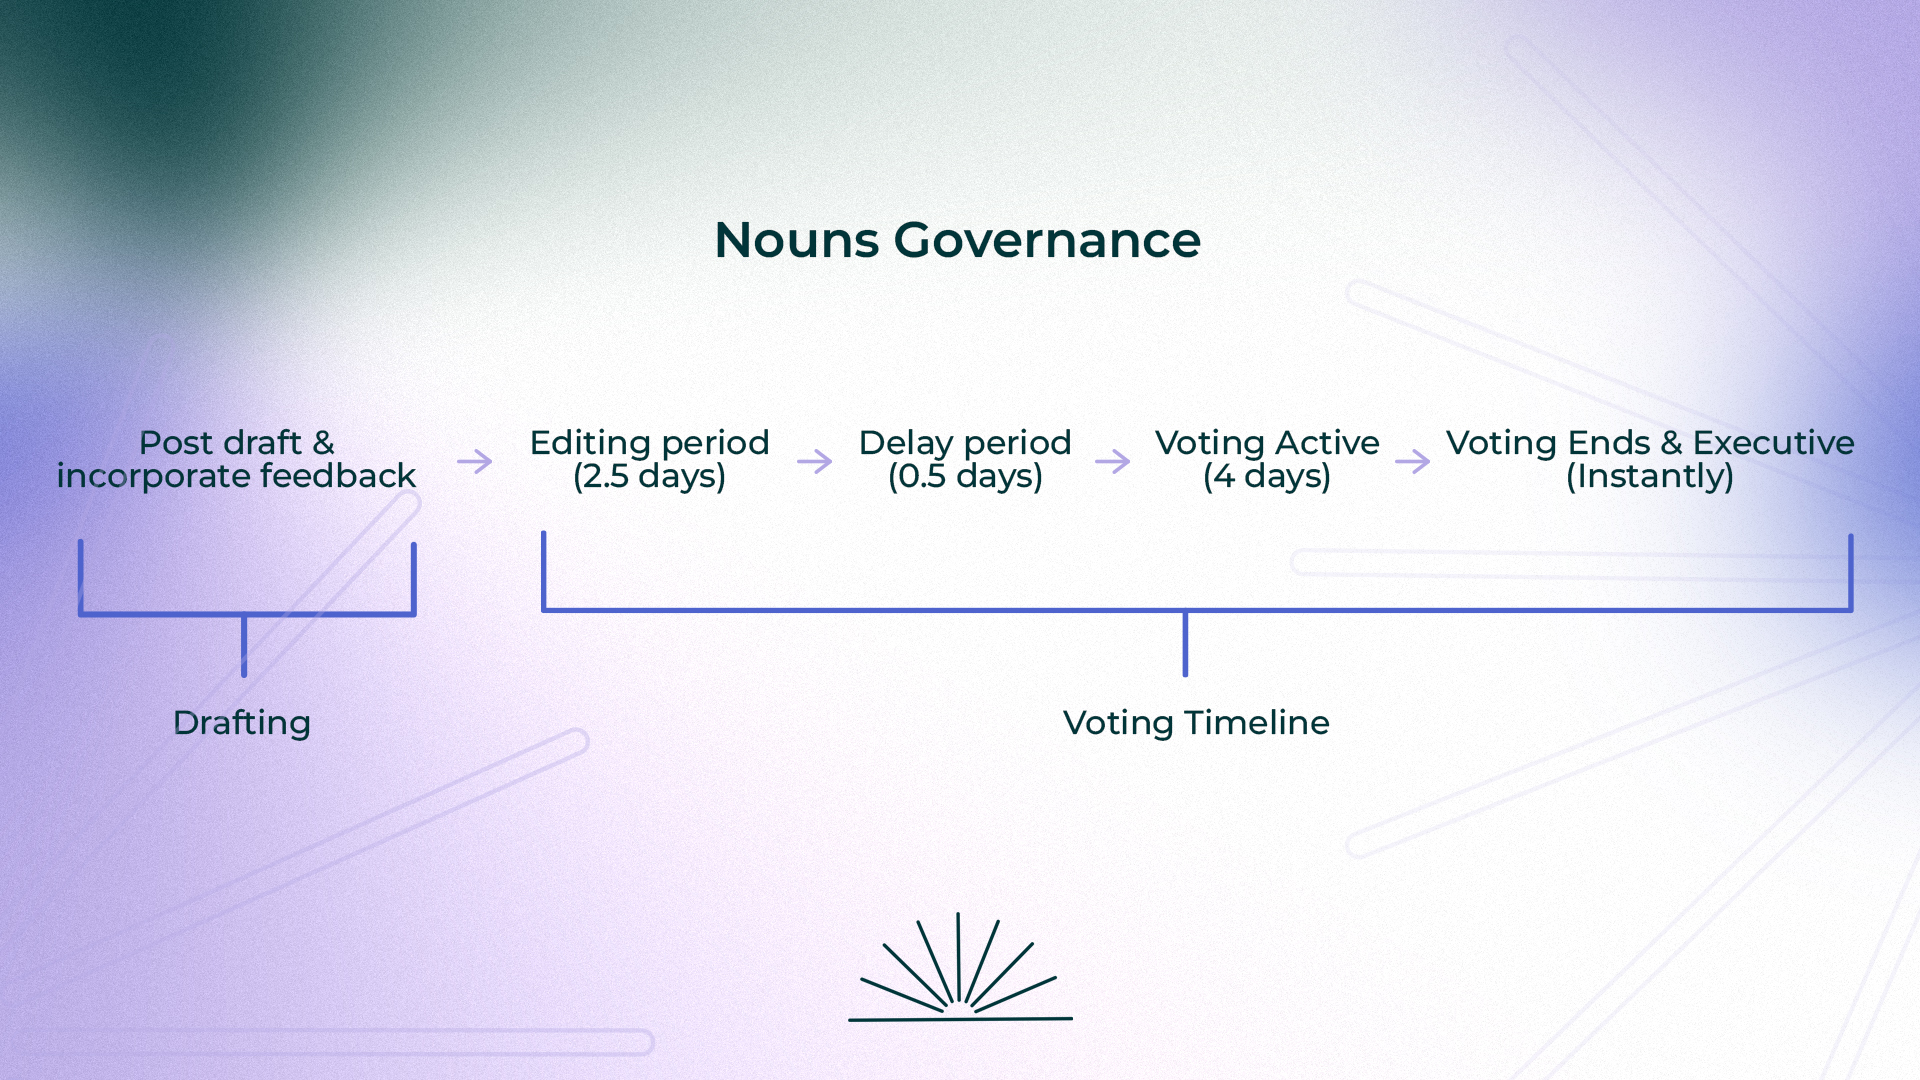 Nouns Governance
Post draft &
incorporate feedback
Editing period
(2.5 days)
Delay period
(0.5 days)
Voting Active
(4 days)
Voting Ends & Executive
(Instantly)
Drafting
Voting Timeline